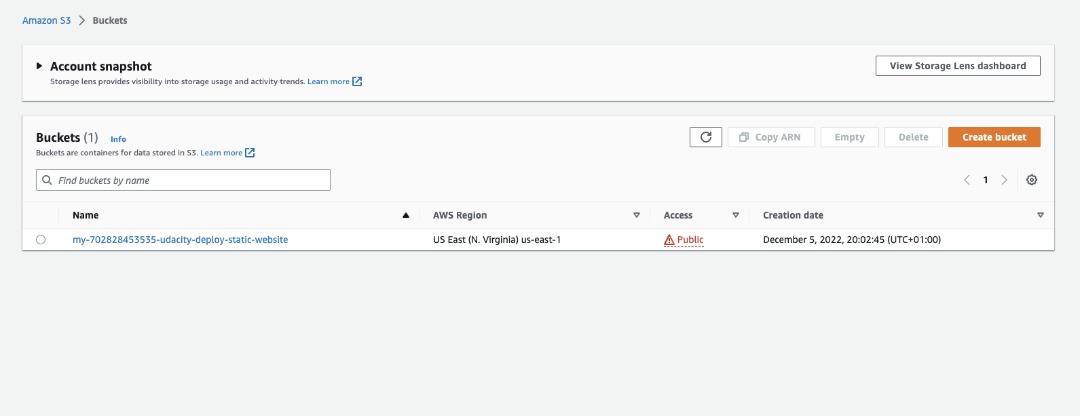 Amazon S3 > Buckets
Account snapshot
View Storage Lens dashboard
Storage lens provides visibility into storage usage and activity trends. Learn more
Buckets (1) Info
Copy ARN Empty Delete Create bucket
Buckets are containers for data stored in S3. Learn more
Find buckets by name
< 1 >
Name AWS Region Access Creation date
my-702828453535-udacity-deploy-static-website US East (N. Virginia) us-east-1 Public December 5, 2022, 20:02:45 (UTC+01:00)